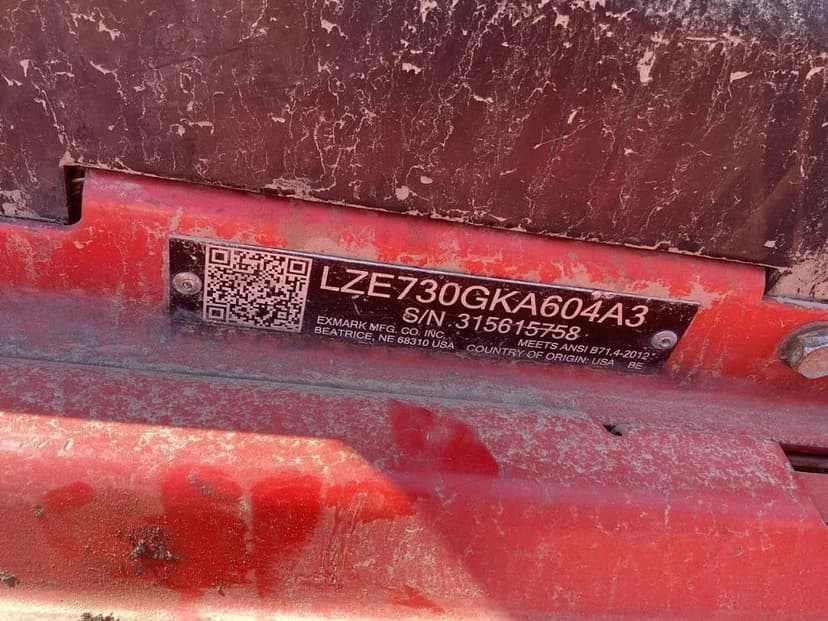 LZE730GKA604A3
S/N 315615758
EXMARK MFG. CO. INC.
MEETS ANSI B71.4-2012
BEATRICE, NE 68310 USA
COUNTRY OF ORIGIN: USA BE